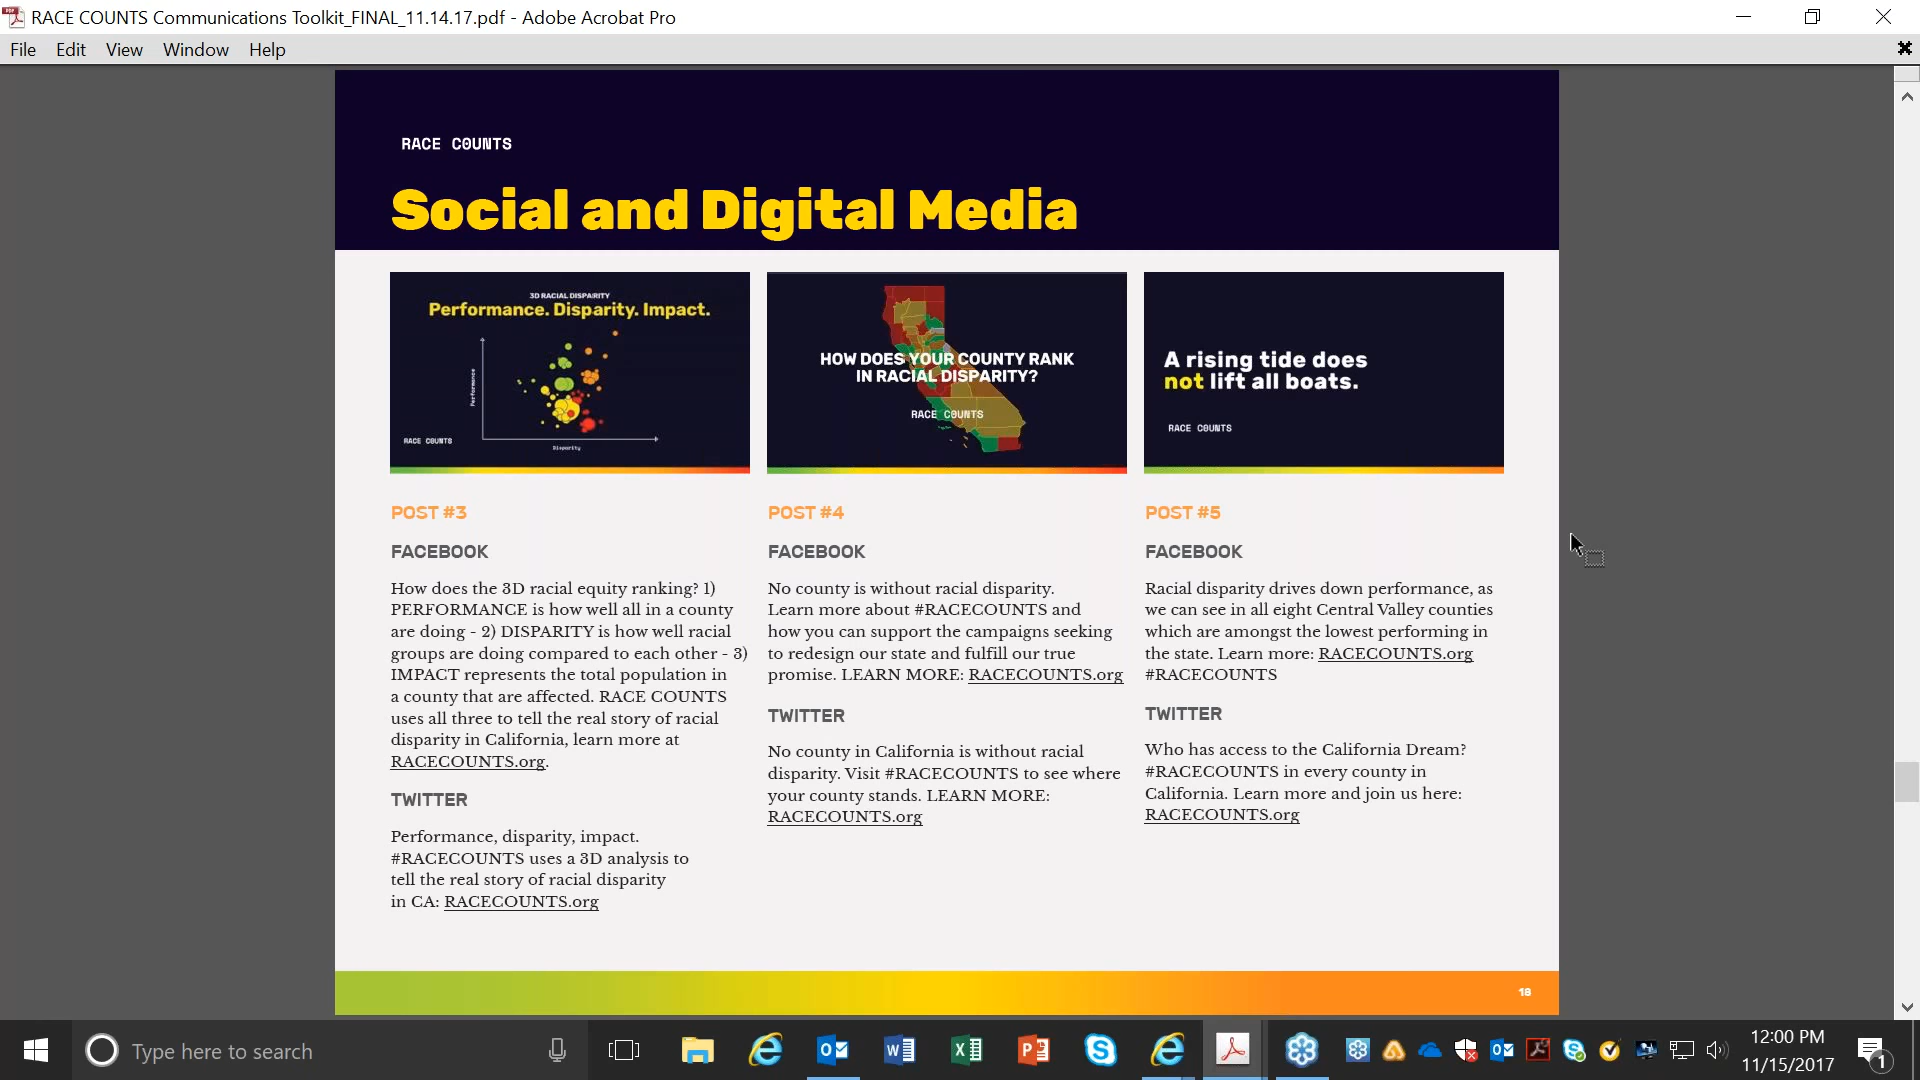 RACE COUNTS Communications Toolkit_FINAL_11.14.17.pdf - Adobe Acrobat Pro
File Edit View Window Help
RACE COUNTS
Social and Digital Media
3D RACIAL DISPARITY
Performance. Disparity. Impact.
Performance
RACE COUNTS
Disparity
HOW DOES YOUR COUNTY RANK
IN RACIAL DISPARITY?
RACE COUNTS
A rising tide does
not lift all boats.
RACE COUNTS
POST #3
FACEBOOK
How does the 3D racial equity ranking? 1)
PERFORMANCE is how well all in a county
are doing - 2) DISPARITY is how well racial
groups are doing compared to each other - 3)
IMPACT represents the total population in
a county that are affected. RACE COUNTS
uses all three to tell the real story of racial
disparity in California, learn more at
RACECOUNTS.org.
TWITTER
Performance, disparity, impact.
#RACECOUNTS uses a 3D analysis to
tell the real story of racial disparity
in CA: RACECOUNTS.org
POST #4
FACEBOOK
No county is without racial disparity.
Learn more about #RACECOUNTS and
how you can support the campaigns seeking
to redesign our state and fulfill our true
promise. LEARN MORE: RACECOUNTS.org
TWITTER
No county in California is without racial
disparity. Visit #RACECOUNTS to see where
your county stands. LEARN MORE:
RACECOUNTS.org
POST #5
FACEBOOK
Racial disparity drives down performance, as
we can see in all eight Central Valley counties
which are amongst the lowest performing in
the state. Learn more: RACECOUNTS.org
#RACECOUNTS
TWITTER
Who has access to the California Dream?
#RACECOUNTS in every county in
California. Learn more and join us here:
RACECOUNTS.org
18
Type here to search
12:00 PM
11/15/2017
1